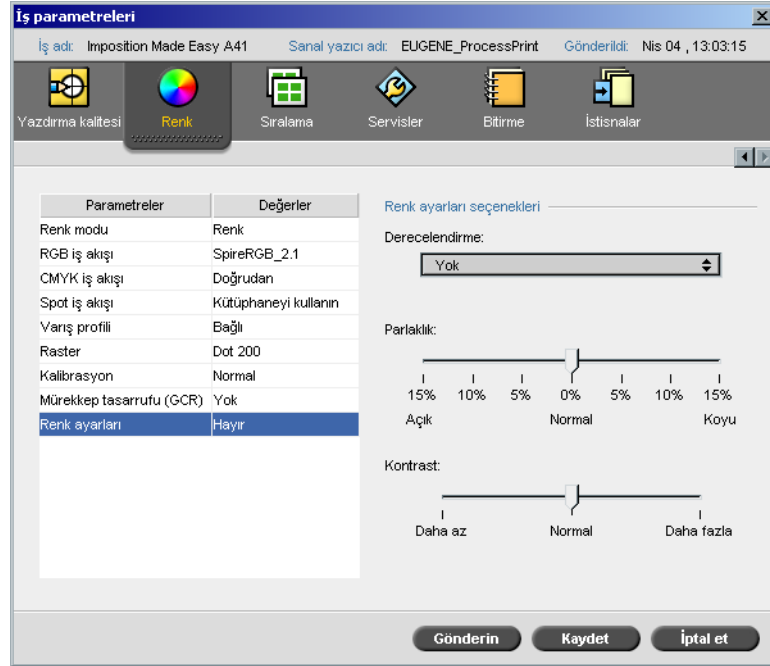 İş parametreleri
İş adı: Imposition Made Easy A41 Sanal yazıcı adı: EUGENE_ProcessPrint Gönderildi: Nis 04 , 13:03:15
Yazdırma kalitesi Renk Sıralama Servisler Bitirme İstisnalar
Parametreler Değerler
Renk modu Renk
RGB iş akışı SpireRGB_2.1
CMYK iş akışı Doğrudan
Spot iş akışı Kütüphaneyi kullanın
Varış profili Bağlı
Raster Dot 200
Kalibrasyon Normal
Mürekkep tasarrufu (GCR) Yok
Renk ayarları Hayır
Renk ayarları seçenekleri
Derecelendirme:
Yok
Parlaklık:
15% 10% 5% 0% 5% 10% 15%
Açık Normal Koyu
Kontrast:
Daha az Normal Daha fazla
Gönderin Kaydet İptal et